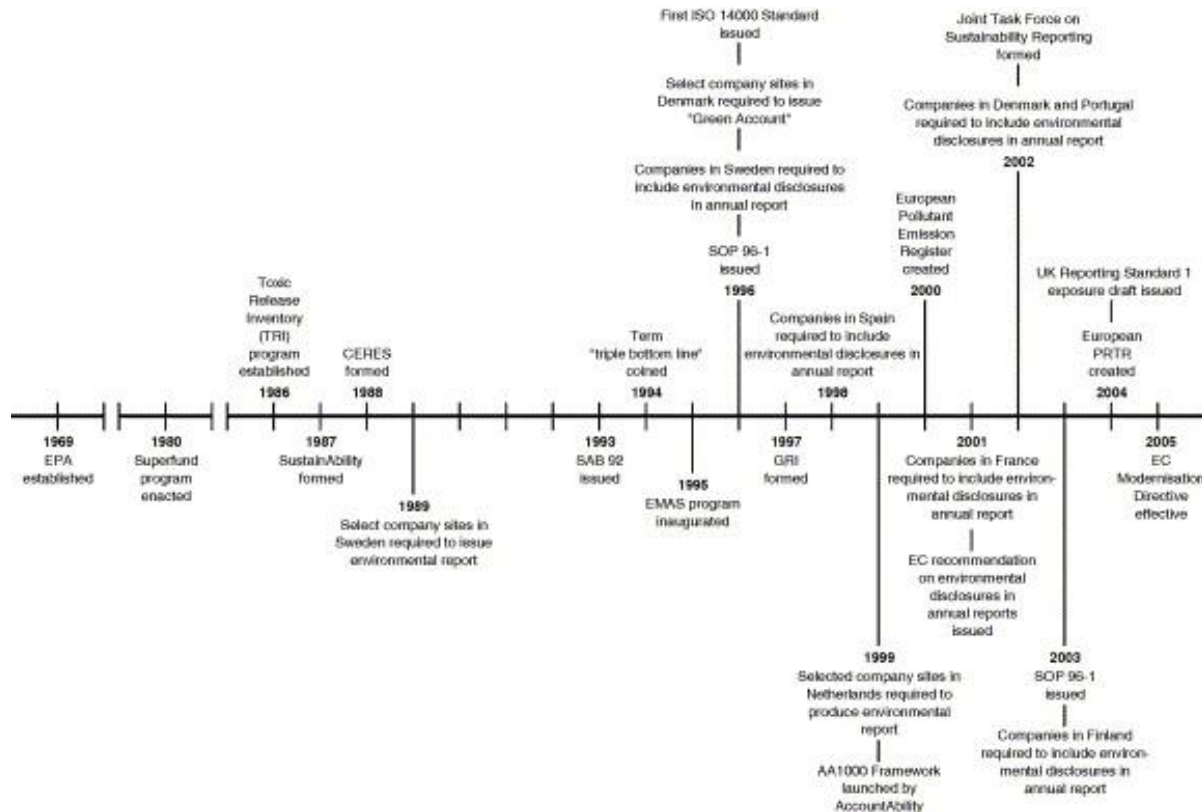 First ISO 14000 Standard
issued
Select company sites in
Denmark required to issue
"Green Account"
Companies in Sweden required to
include environmental disclosures
in annual report
SOP 96-1
issued
1996
Joint Task Force on
Sustainability Reporting
formed
Companies in Denmark and Portugal
required to include environmental
disclosures in annual report
2002
European
Pollutant
Emission
Register
created
2000
UK Reporting Standard 1
exposure draft issued
European
PRTR
created
2004
Toxic
Release
Inventory
(TRI)
program
established
1986
CERES
formed
1988
Term
"triple bottom line"
coined
1994
Companies in Spain
required to include
environmental disclosures in
annual report
1998
1969
EPA
established
1980
Superfund
program
enacted
1987
SustainAbility
formed
1989
Select company sites in
Sweden required to issue
environmental report
1993
SAB 92
issued
1995
EMAS program
inaugurated
1997
GRI
formed
1999
Selected company sites in
Netherlands required to
produce environmental
report
AA1000 Framework
launched by
AccountAbility
2001
Companies in France
required to include environ-
mental disclosures in
annual report
EC recommendation
on environmental
disclosures in
annual reports
issued
2003
SOP 96-1
issued
Companies in Finland
required to include environ-
mental disclosures in
annual report
2005
EC
Modernisation
Directive
effective